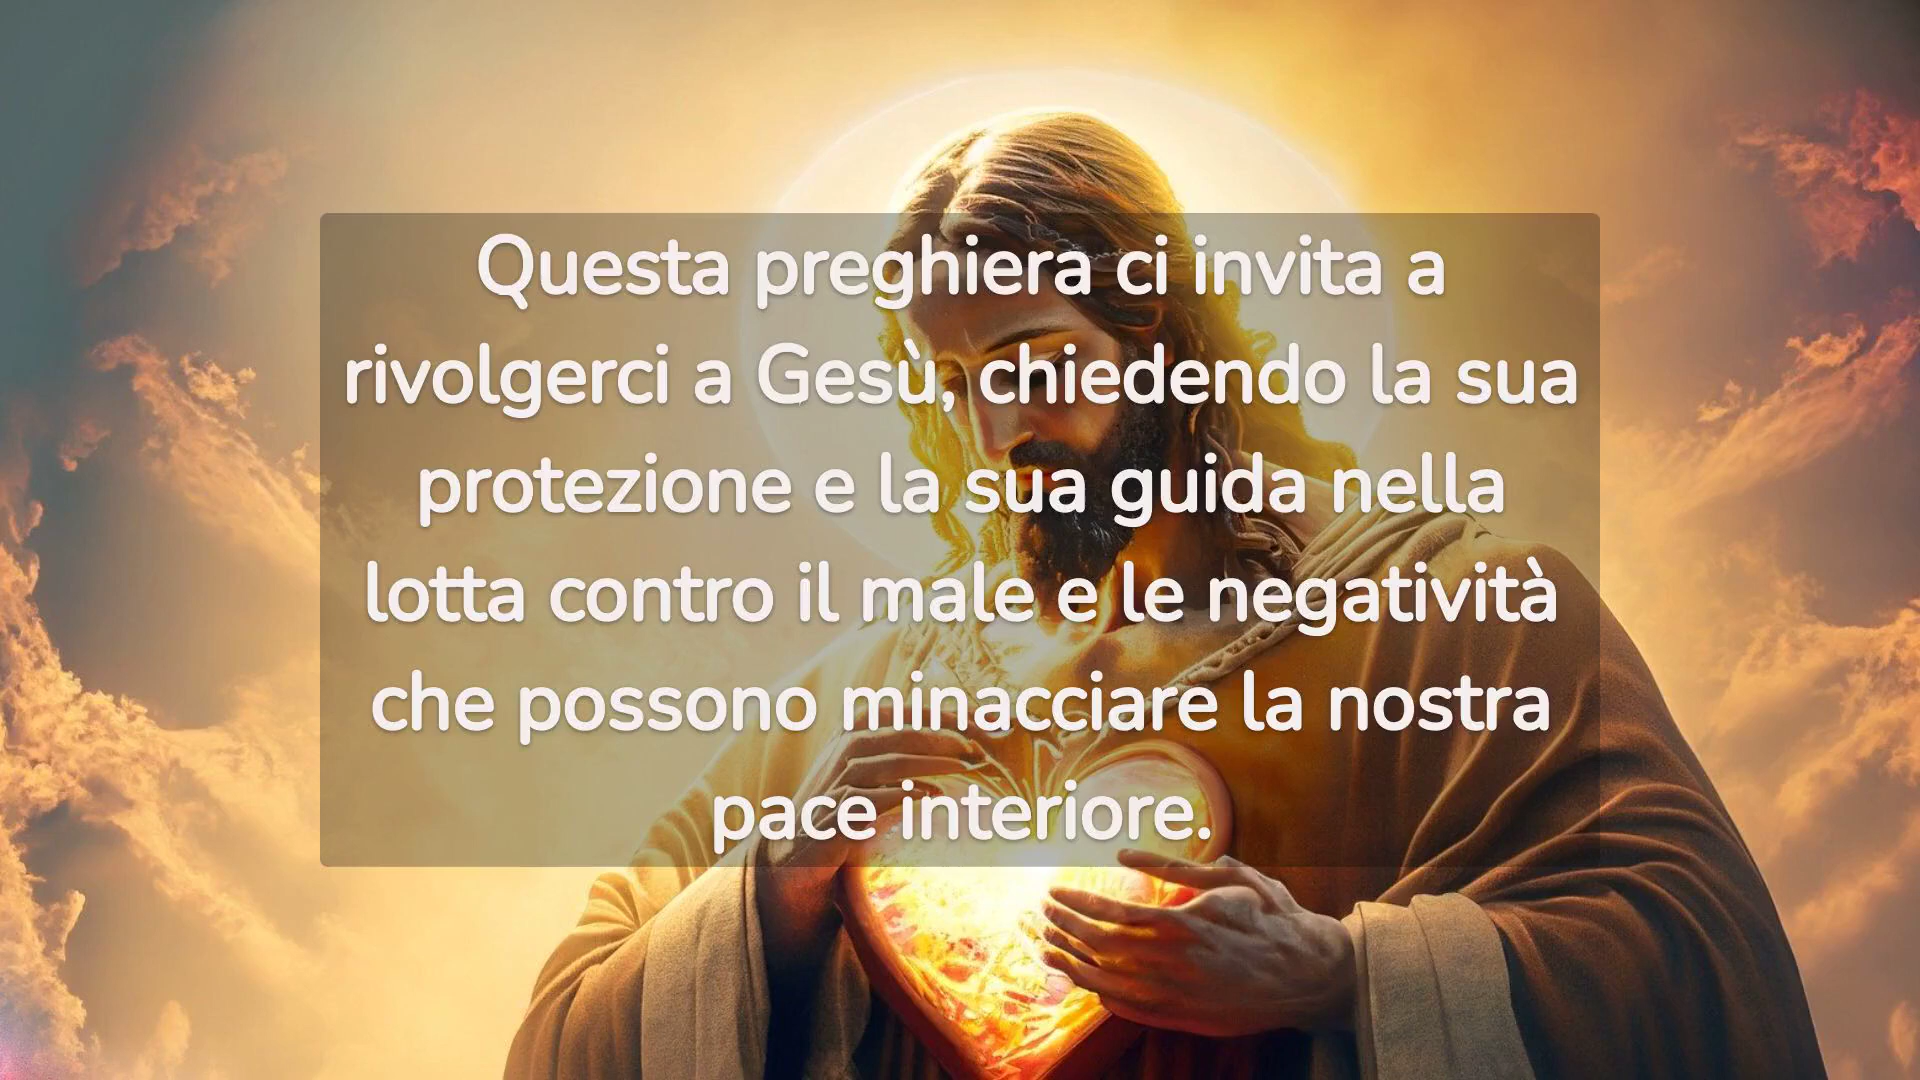 Questa preghiera ci invita a
rivolgerci a Gesù, chiedendo la sua
protezione e la sua guida nella
lotta contro il male e le negatività
che possono minacciare la nostra
pace interiore.